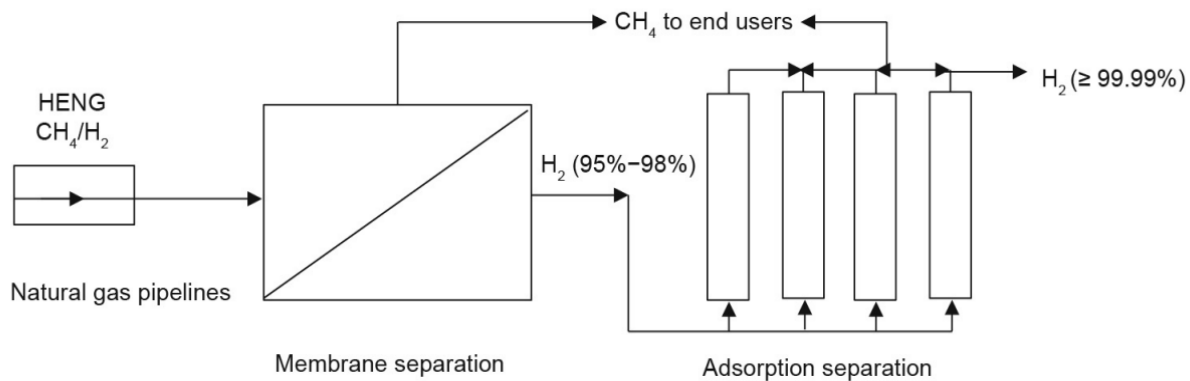 CH₄ to end users
HENG
CH₄/H₂
H₂ (≥ 99.99%)
H₂ (95%−98%)
Natural gas pipelines
Membrane separation
Adsorption separation